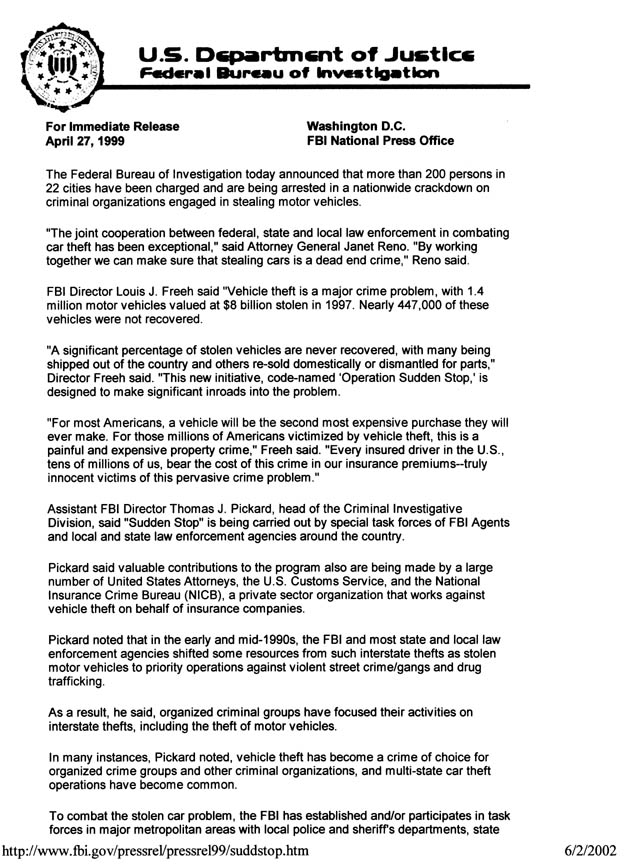 U.S. Department of Justice
Federal Bureau of Investigation
For Immediate Release
April 27, 1999
Washington D.C.
FBI National Press Office
The Federal Bureau of Investigation today announced that more than 200 persons in
22 cities have been charged and are being arrested in a nationwide crackdown on
criminal organizations engaged in stealing motor vehicles.
"The joint cooperation between federal, state and local law enforcement in combating
car theft has been exceptional," said Attorney General Janet Reno. "By working
together we can make sure that stealing cars is a dead end crime," Reno said.
FBI Director Louis J. Freeh said "Vehicle theft is a major crime problem, with 1.4
million motor vehicles valued at $8 billion stolen in 1997. Nearly 447,000 of these
vehicles were not recovered.
"A significant percentage of stolen vehicles are never recovered, with many being
shipped out of the country and others re-sold domestically or dismantled for parts,"
Director Freeh said. "This new initiative, code-named 'Operation Sudden Stop,' is
designed to make significant inroads into the problem.
"For most Americans, a vehicle will be the second most expensive purchase they will
ever make. For those millions of Americans victimized by vehicle theft, this is a
painful and expensive property crime," Freeh said. "Every insured driver in the U.S.,
tens of millions of us, bear the cost of this crime in our insurance premiums--truly
innocent victims of this pervasive crime problem."
Assistant FBI Director Thomas J. Pickard, head of the Criminal Investigative
Division, said "Sudden Stop" is being carried out by special task forces of FBI Agents
and local and state law enforcement agencies around the country.
Pickard said valuable contributions to the program also are being made by a large
number of United States Attorneys, the U.S. Customs Service, and the National
Insurance Crime Bureau (NICB), a private sector organization that works against
vehicle theft on behalf of insurance companies.
Pickard noted that in the early and mid-1990s, the FBI and most state and local law
enforcement agencies shifted some resources from such interstate thefts as stolen
motor vehicles to priority operations against violent street crime/gangs and drug
trafficking.
As a result, he said, organized criminal groups have focused their activities on
interstate thefts, including the theft of motor vehicles.
In many instances, Pickard noted, vehicle theft has become a crime of choice for
organized crime groups and other criminal organizations, and multi-state car theft
operations have become common.
To combat the stolen car problem, the FBI has established and/or participates in task
forces in major metropolitan areas with local police and sheriff's departments, state
http://www.fbi.gov/pressrel/pressrel99/suddstop.htm
6/2/2002